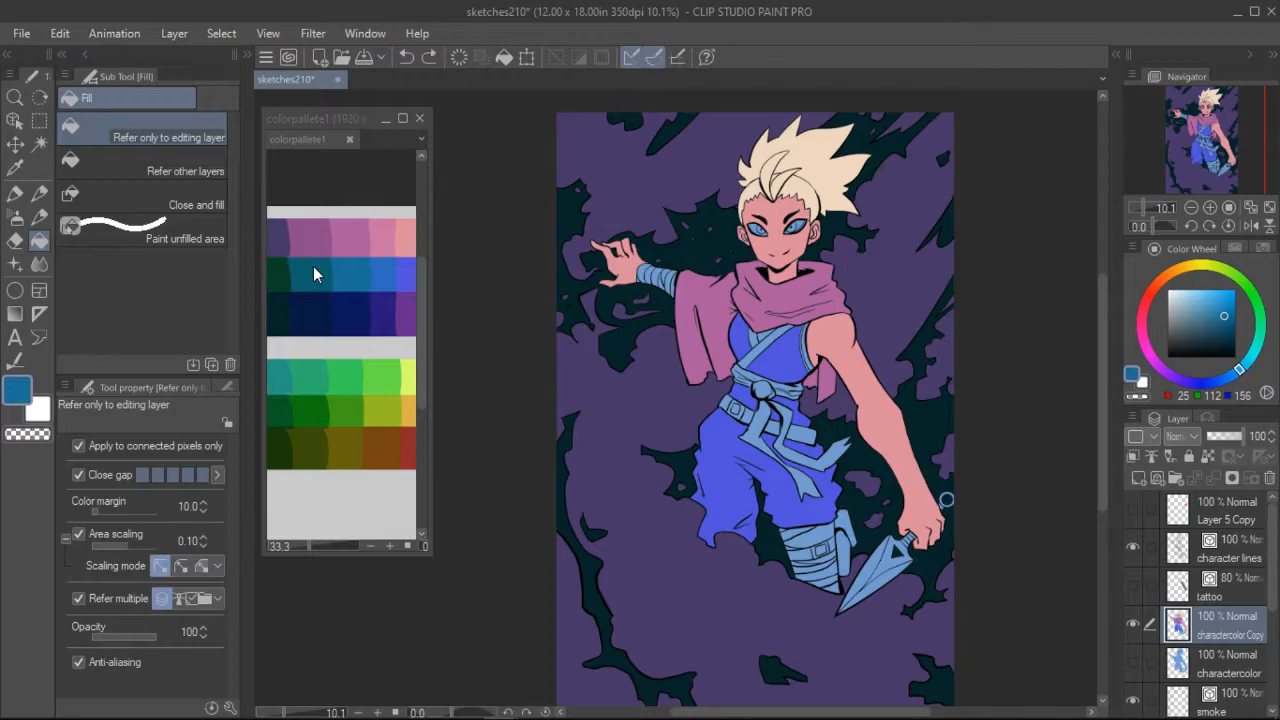 sketches210* (12.00 x 18.00in 350dpi 10.1%) - CLIP STUDIO PAINT PRO
File Edit Animation Layer Select View Filter Window Help
Sub Tool [Fill]
Fill
Refer only to editing layer
Refer other layers
Close and fill
Paint unfilled area
Tool property [Refer only to
Refer only to editing layer
Apply to connected pixels only
Close gap
Color margin
10.0
Area scaling
0.10
Scaling mode
Refer multiple
Opacity
100
Anti-aliasing
sketches210*
colorpallete1 (1920
colorpallete1
33.3
0
10.1
0.0
Navigator
10.1
0.0
Color Wheel
25
112
156
Layer
100
100 % Normal
Layer 5 Copy
100 % Norm
character lines
80 % Norm
tattoo
100 % Normal
charactercolor Copy
100 % Normal
charactercolor
100 % Norm
smoke